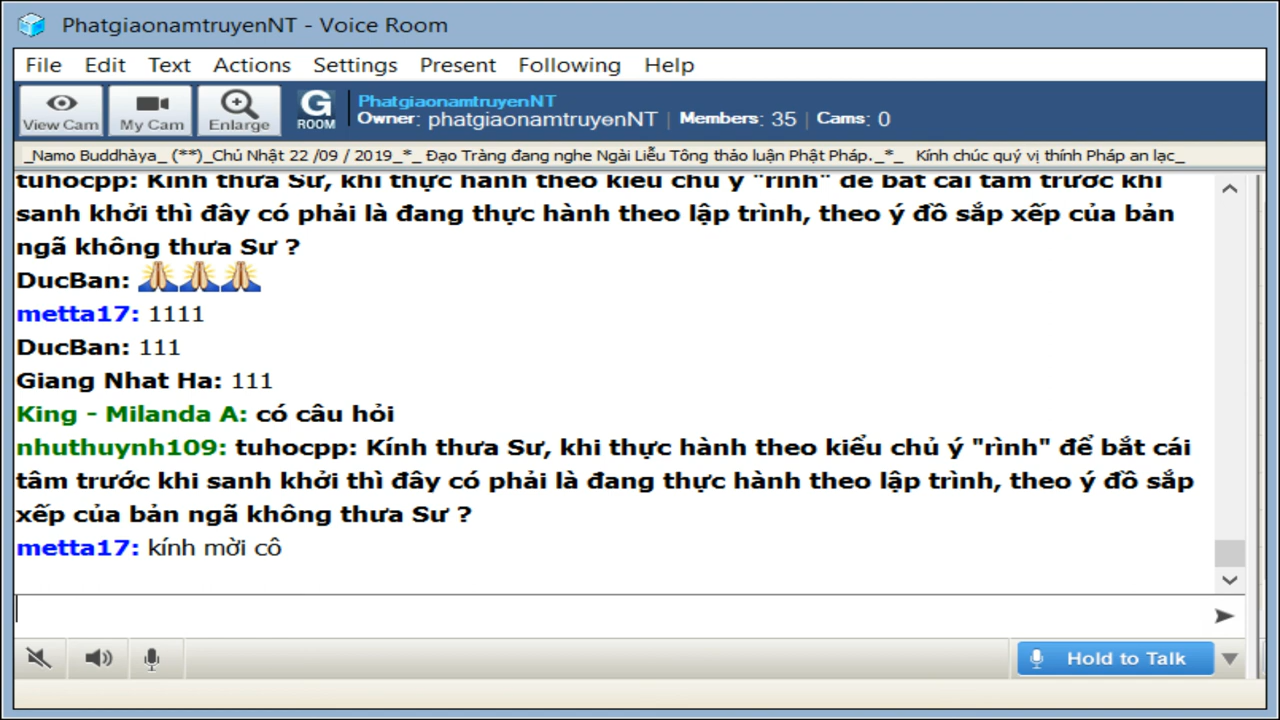 PhatgiaonamtruyenNT - Voice Room
File Edit Text Actions Settings Present Following Help
View Cam My Cam Enlarge G ROOM
PhatgiaonamtruyenNT
Owner: phatgiaonamtruyenNT Members: 35 Cams: 0
_Namo Buddhàya_ (**)_Chủ Nhật 22 /09 / 2019_*_ Đạo Tràng đang nghe Ngài Liễu Tông thảo luận Phật Pháp._*_ Kính chúc quý vị thính Pháp an lạc_
tuhocpp: Kính thưa Sư, khi thực hành theo kiểu chủ ý "rình" để bắt cái tâm trước khi
sanh khởi thì đây có phải là đang thực hành theo lập trình, theo ý đồ sắp xếp của bản
ngã không thưa Sư ?
DucBan: 🙏🙏🙏
metta17: 1111
DucBan: 111
Giang Nhat Ha: 111
King - Milanda A: có câu hỏi
nhuthuynh109: tuhocpp: Kính thưa Sư, khi thực hành theo kiểu chủ ý "rình" để bắt cái
tâm trước khi sanh khởi thì đây có phải là đang thực hành theo lập trình, theo ý đồ sắp
xếp của bản ngã không thưa Sư ?
metta17: kính mời cô
Hold to Talk